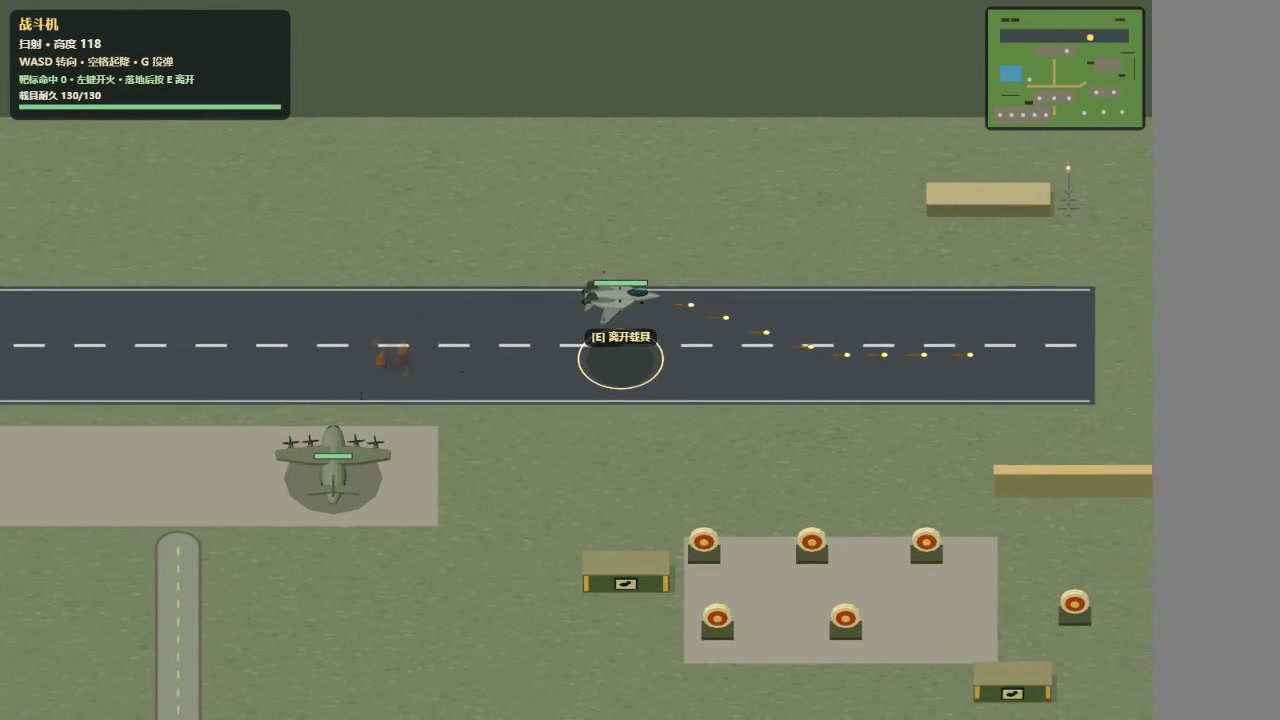 战斗机
扫射 • 高度 118
WASD 转向 • 空格起降 • G 投弹
靶标命中 0 • 左键开火 • 落地后按 E 离开
载具耐久 130/130
[E] 离开载具